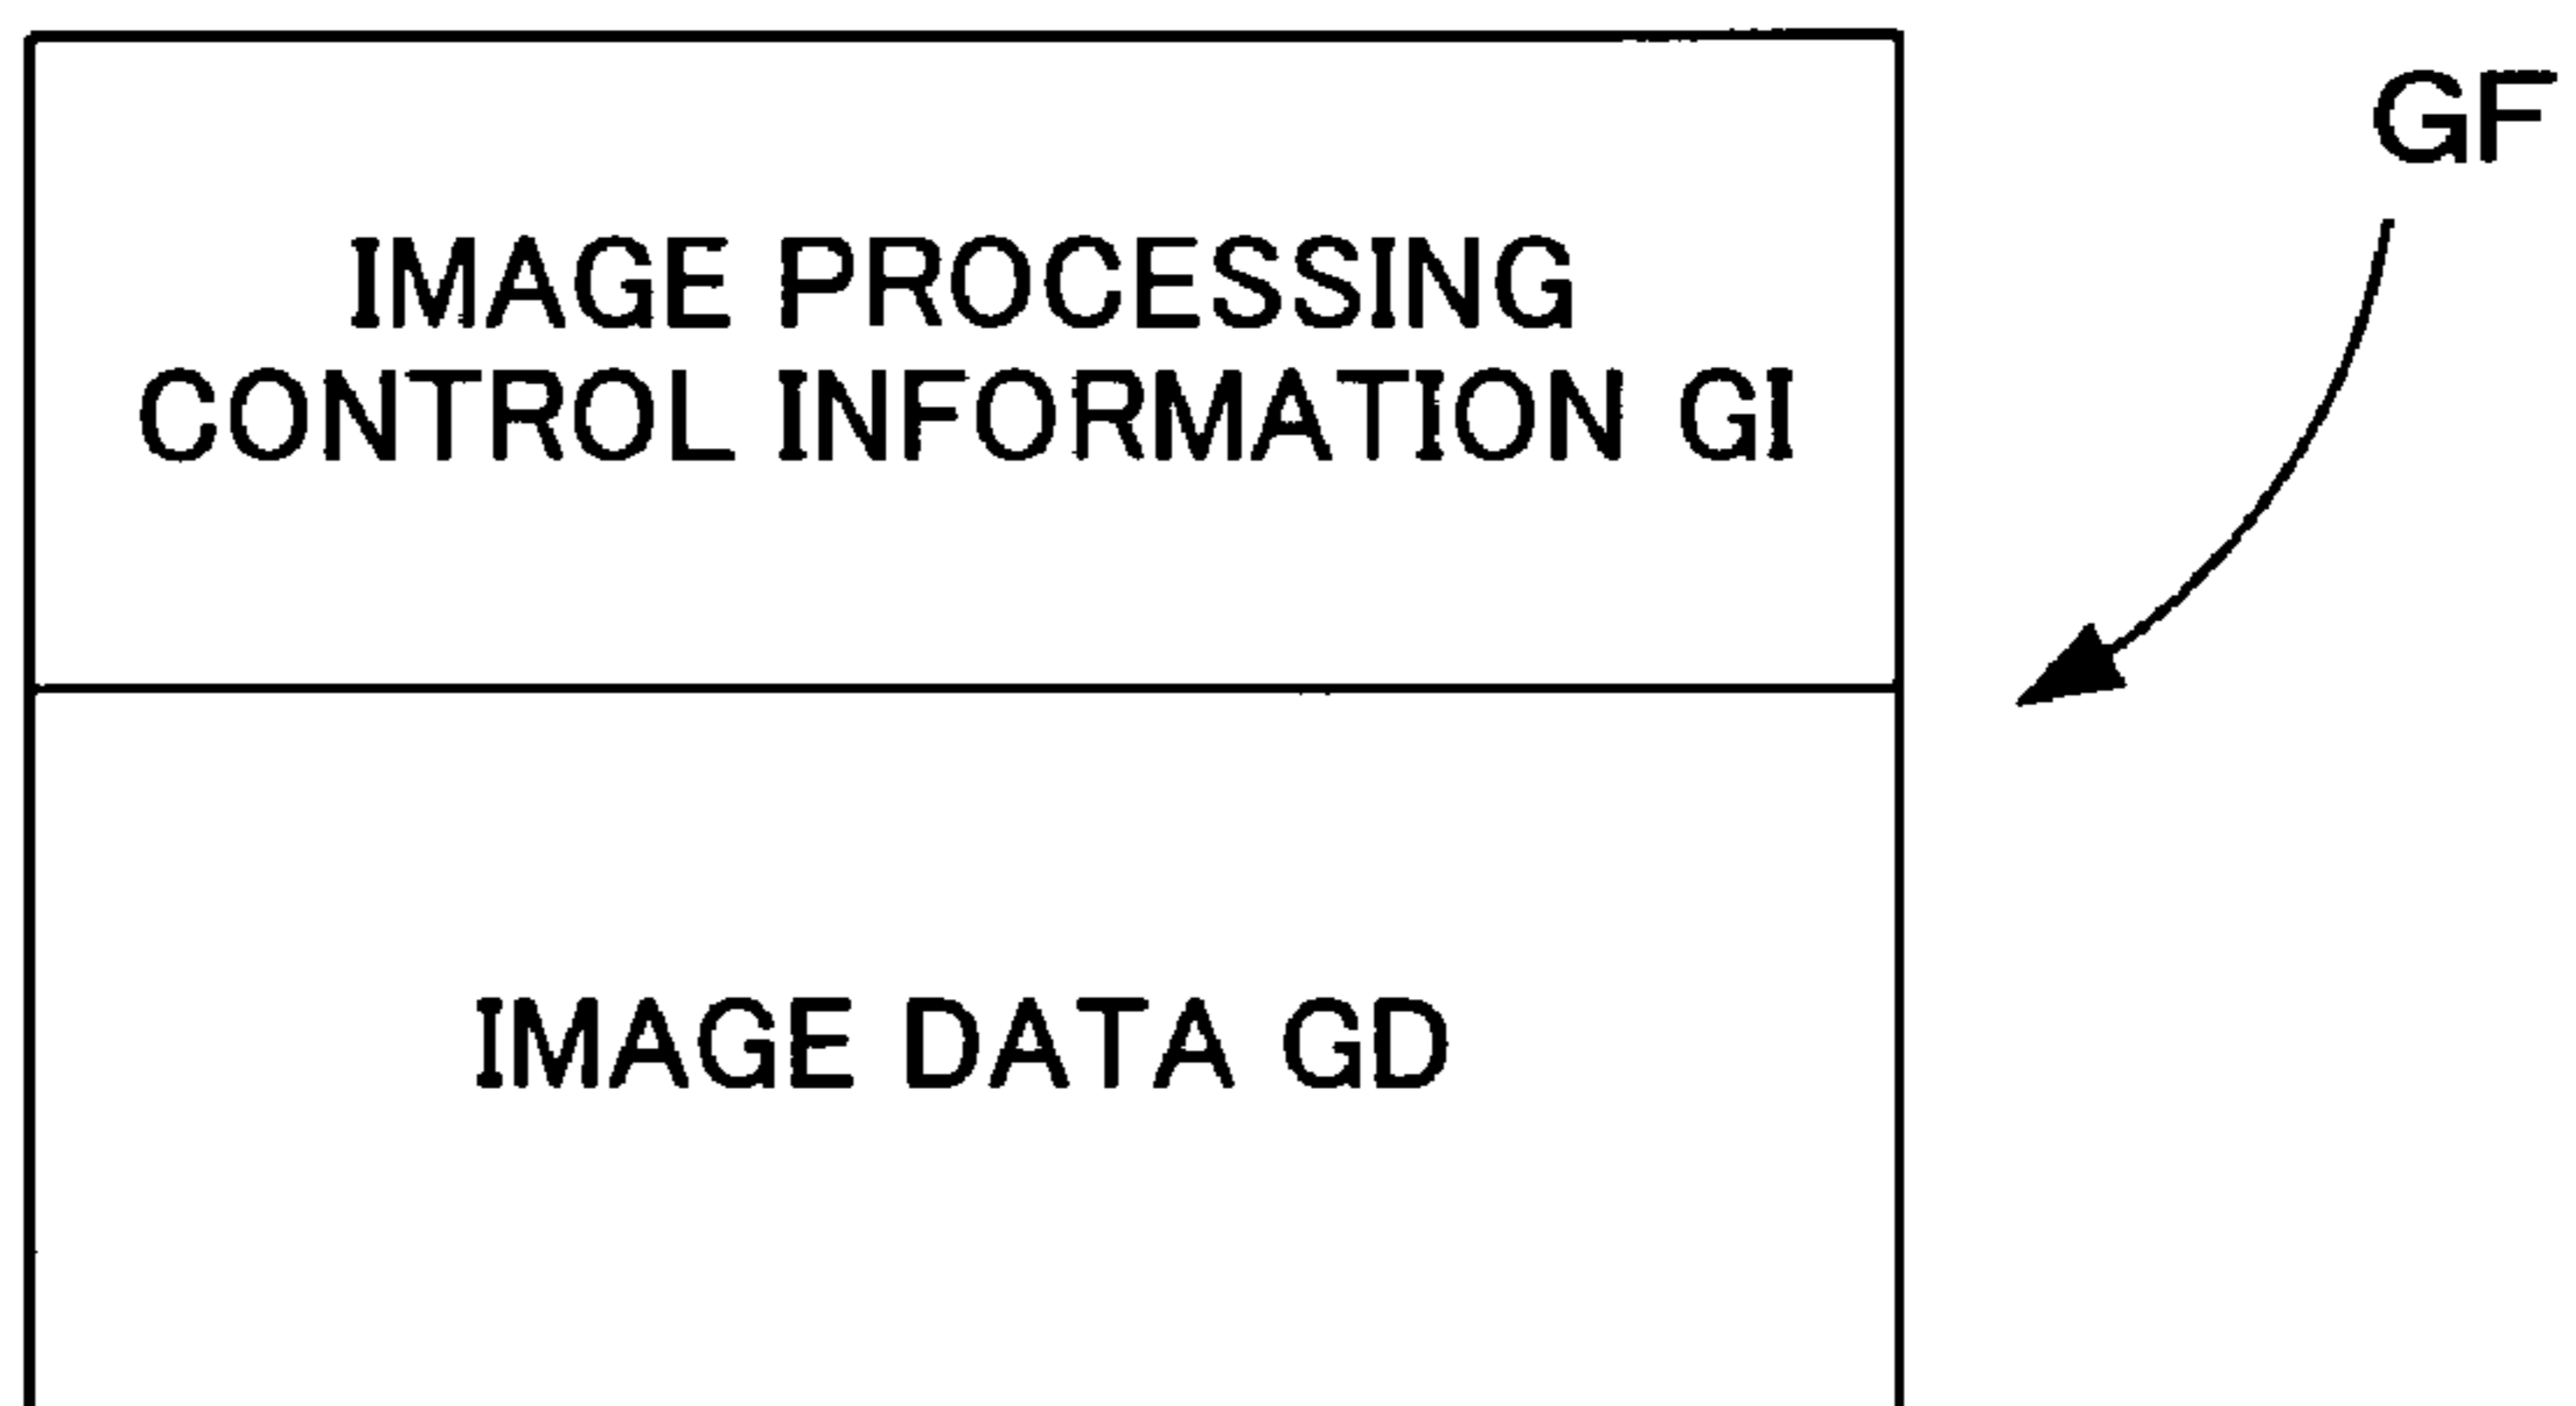 GF
IMAGE PROCESSING
CONTROL INFORMATION GI
IMAGE DATA GD